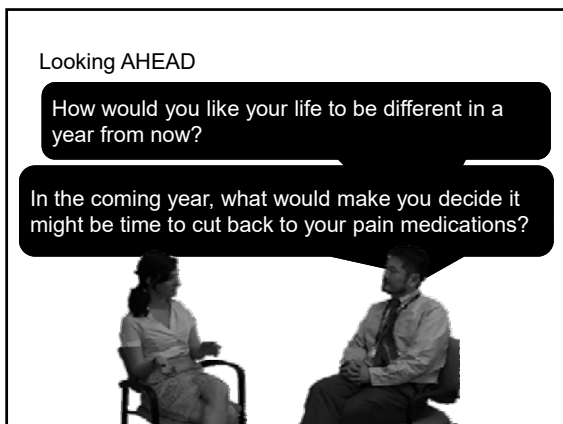 Looking AHEAD
How would you like your life to be different in a
year from now?
In the coming year, what would make you decide it
might be time to cut back to your pain medications?